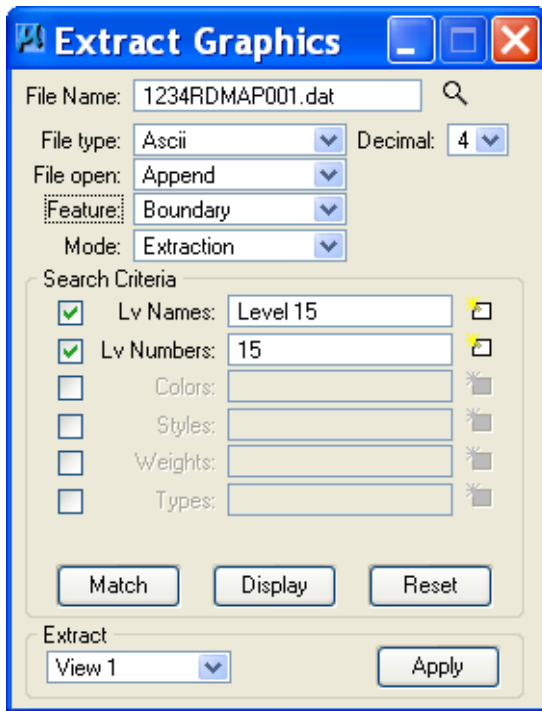 Extract Graphics
File Name: 1234RDMAP001.dat
File type: Ascii Decimal: 4
File open: Append
Feature: Boundary
Mode: Extraction
Search Criteria
Lv Names: Level 15
Lv Numbers: 15
Colors:
Styles:
Weights:
Types:
Match Display Reset
Extract
View 1 Apply